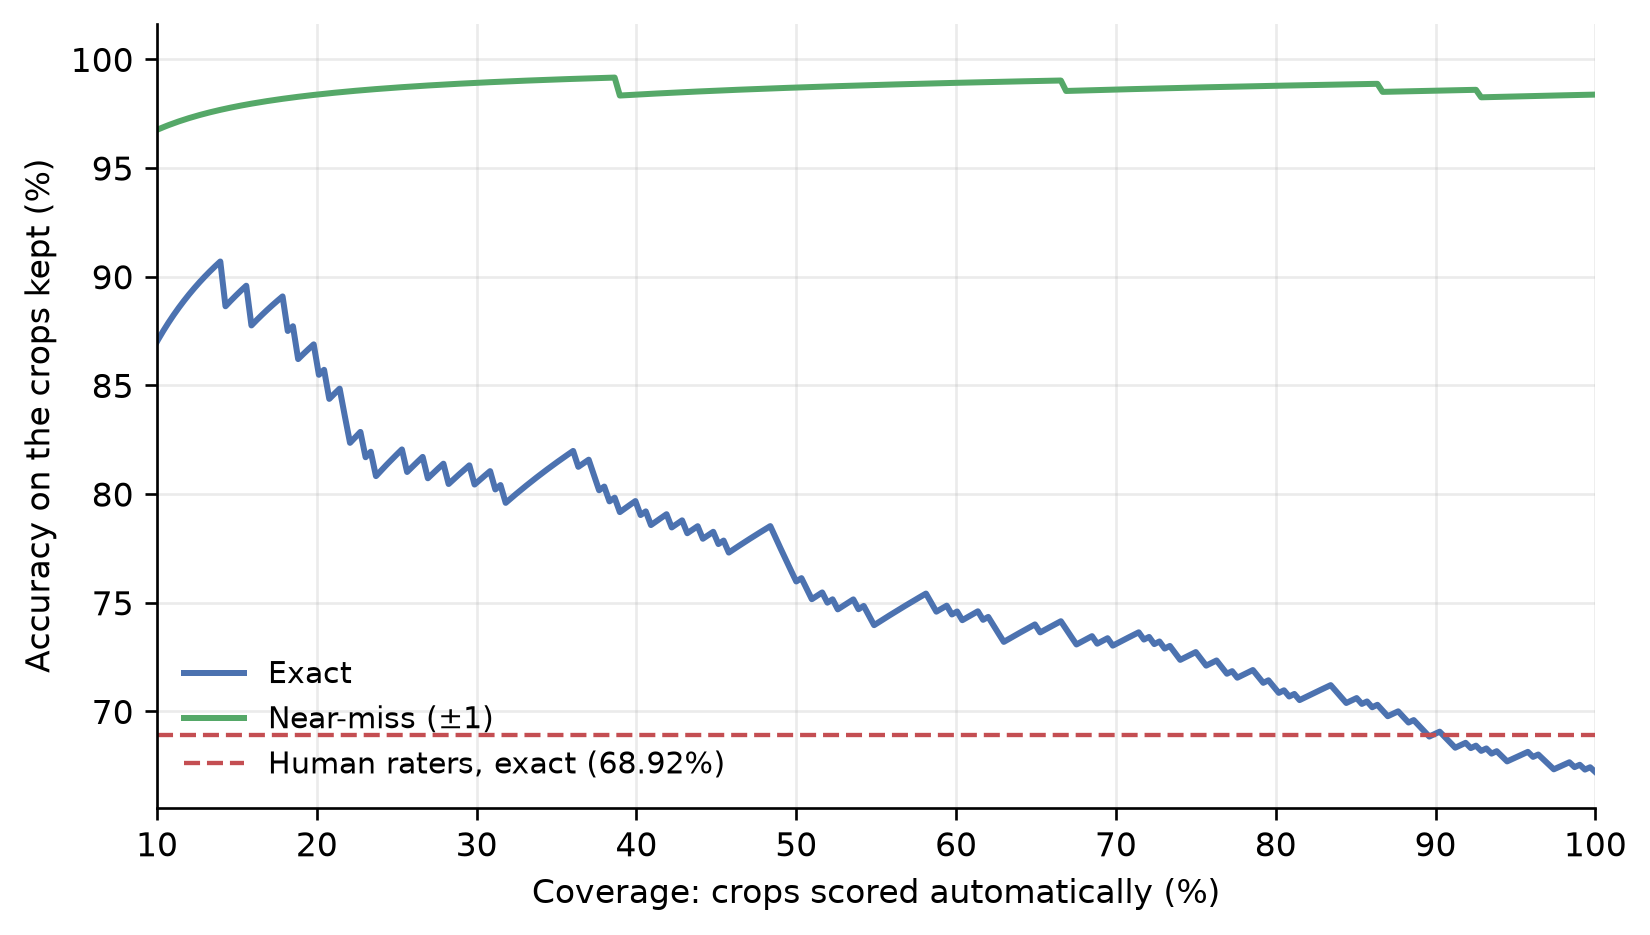 100
95
90
85
80
75
70
Accuracy on the crops kept (%)
Exact
Near-miss (±1)
Human raters, exact (68.92%)
10 20 30 40 50 60 70 80 90 100
Coverage: crops scored automatically (%)